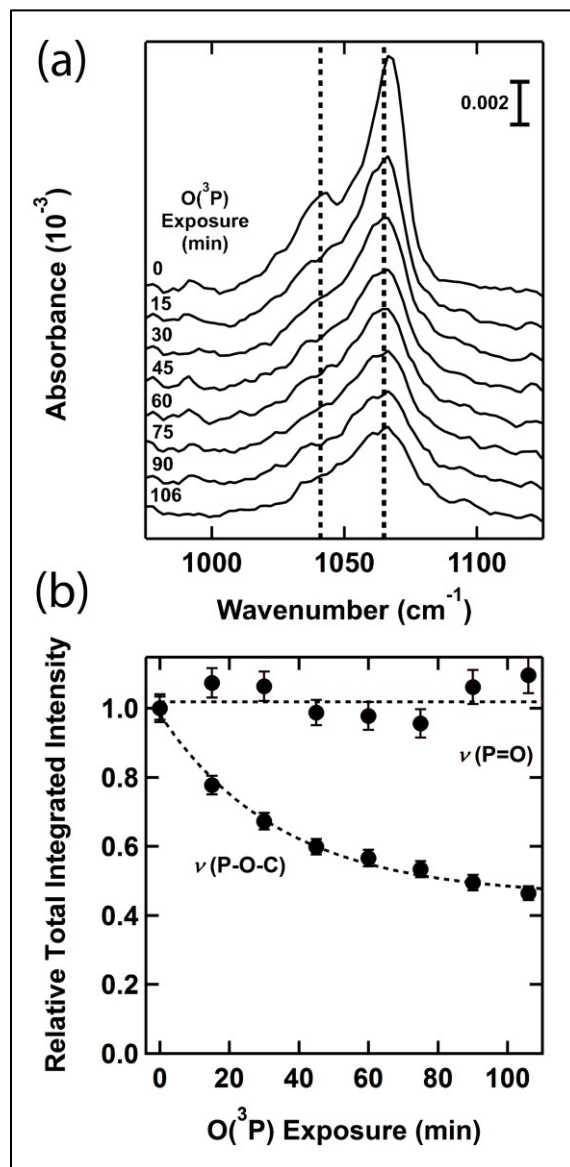 (a)
0.002
O(³P)
Exposure
(min)
0
15
30
45
60
75
90
106
Absorbance (10⁻³)
1000
1050
1100
Wavenumber (cm⁻¹)
(b)
1.0
0.8
0.6
0.4
0.2
0.0
ν (P=O)
ν (P-O-C)
Relative Total Integrated Intensity
0
20
40
60
80
100
O(³P) Exposure (min)